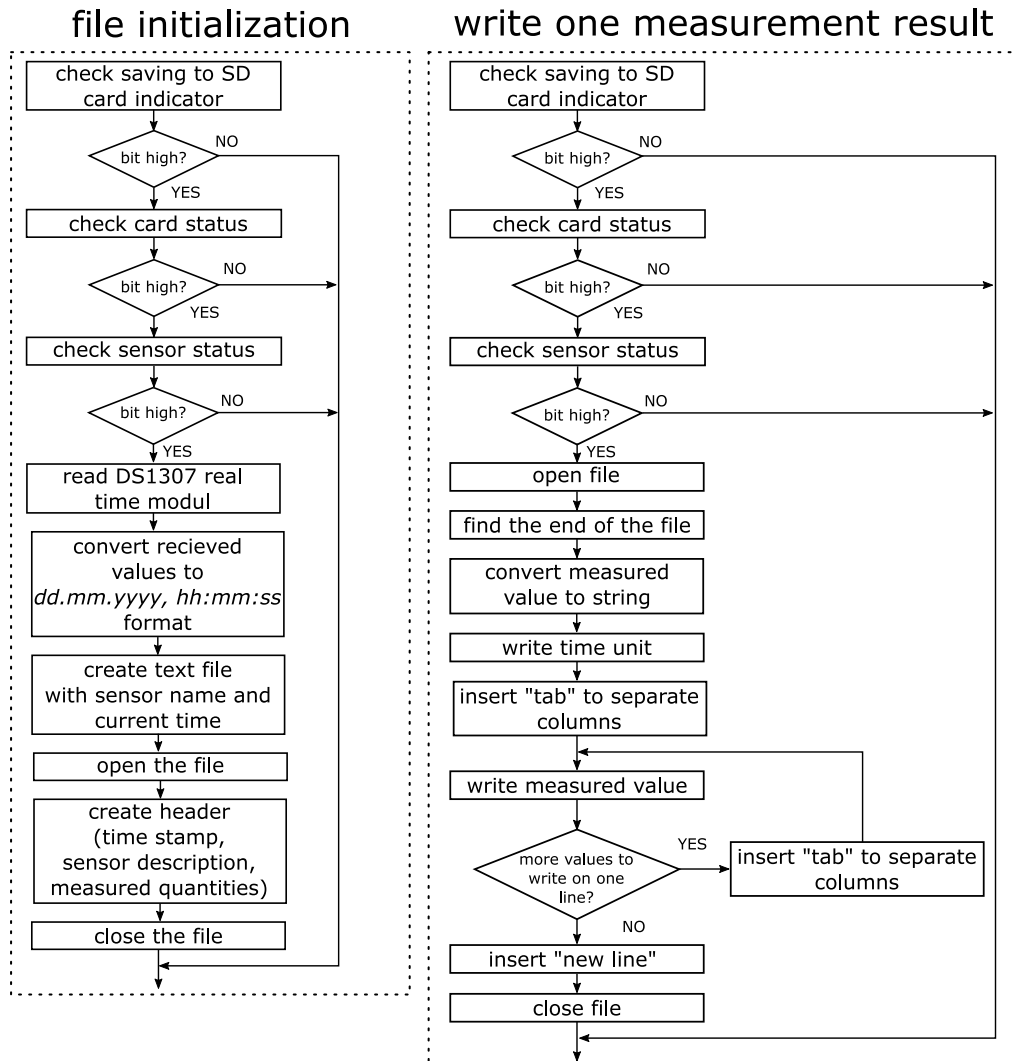 file initialization
check saving to SD
card indicator
bit high?
NO
YES
check card status
bit high?
NO
YES
check sensor status
bit high?
NO
YES
read DS1307 real
time modul
convert recieved
values to
dd.mm.yyyy, hh:mm:ss
format
create text file
with sensor name and
current time
open the file
create header
(time stamp,
sensor description,
measured quantities)
close the file
write one measurement result
check saving to SD
card indicator
bit high?
NO
YES
check card status
bit high?
NO
YES
check sensor status
bit high?
NO
YES
open file
find the end of the file
convert measured
value to string
write time unit
insert "tab" to separate
columns
write measured value
more values to
write on one
line?
YES
insert "tab" to separate
columns
NO
insert "new line"
close file